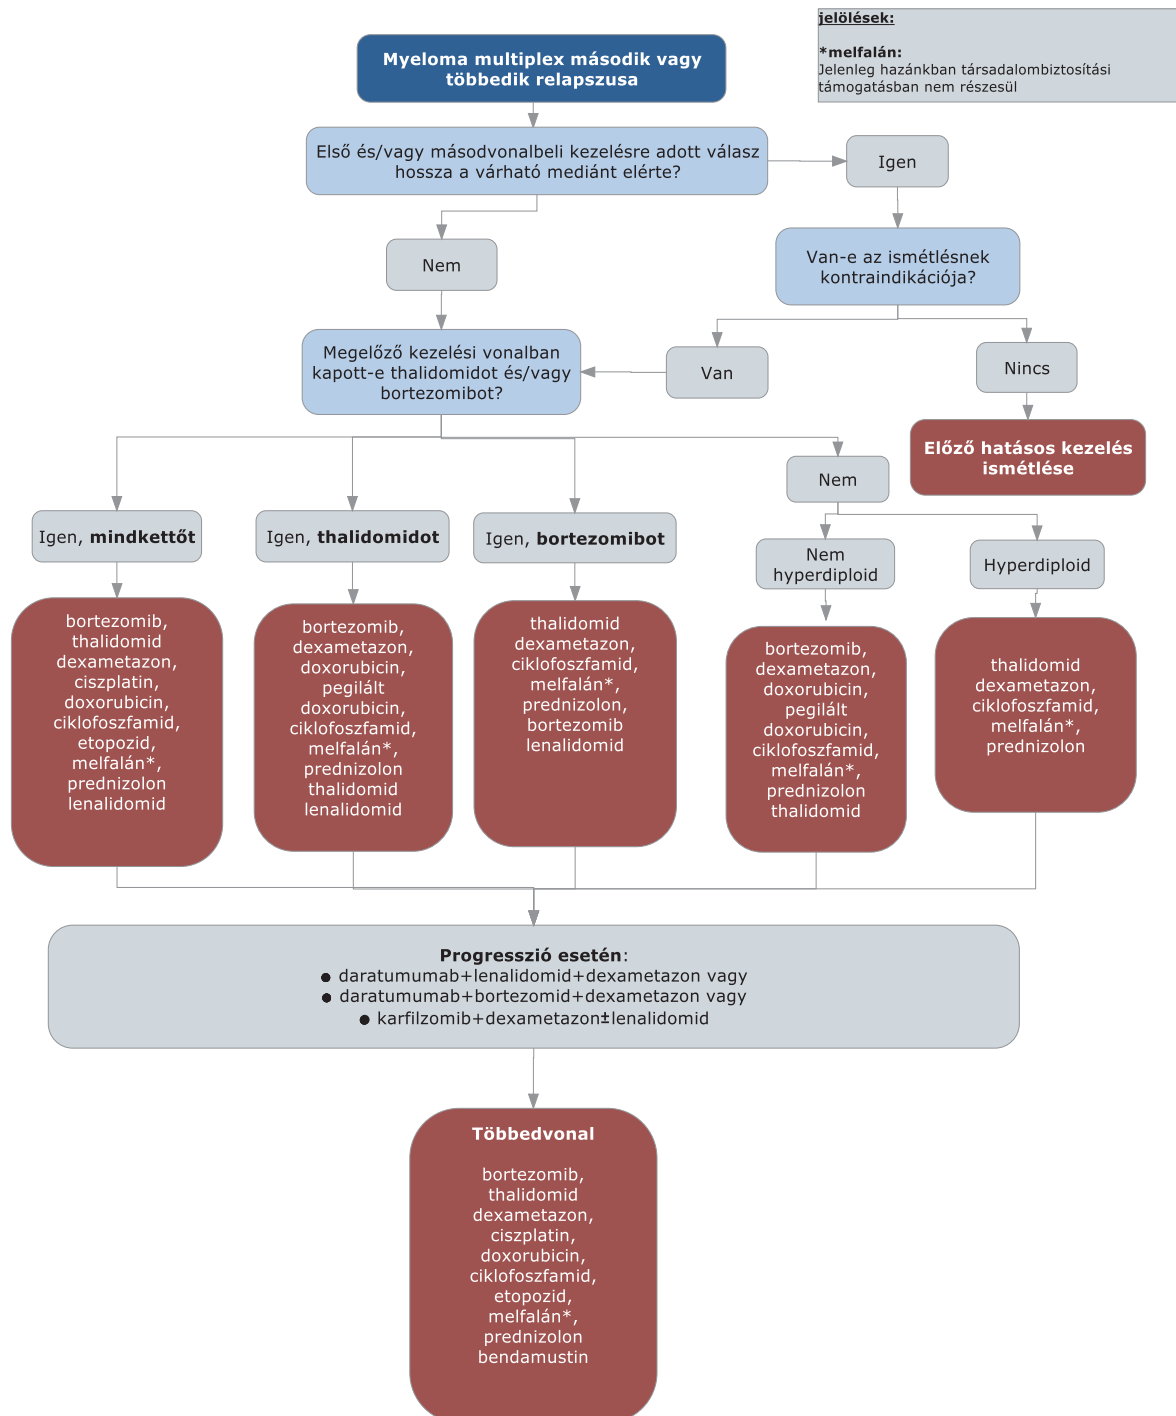 jelölések:
*melfalán:
Jelenleg hazánkban társadalombiztosítási
támogatásban nem részesül
Myeloma multiplex második vagy
többedik relapszusa
Első és/vagy másodvonalbeli kezelésre adott válasz
hossza a várható mediánt elérte?
Igen
Nem
Van-e az ismétlésnek
kontraindikációja?
Megelőző kezelési vonalban
kapott-e thalidomidot és/vagy
bortezomibot?
Van
Nincs
Előző hatásos kezelés
ismétlése
Nem
Igen, mindkettőt
Igen, thalidomidot
Igen, bortezomibot
Nem
hyperdiploid
Hyperdiploid
bortezomib,
thalidomid
dexametazon,
ciszplatin,
doxorubicin,
ciklofoszfamid,
etopozid,
melfalán*,
prednizolon
lenalidomid
bortezomib,
dexametazon,
doxorubicin,
pegilált
doxorubicin,
ciklofoszfamid,
melfalán*,
prednizolon
thalidomid
lenalidomid
thalidomid
dexametazon,
ciklofoszfamid,
melfalán*,
prednizolon,
bortezomib
lenalidomid
bortezomib,
dexametazon,
doxorubicin,
pegilált
doxorubicin,
ciklofoszfamid,
melfalán*,
prednizolon
thalidomid
thalidomid
dexametazon,
ciklofoszfamid,
melfalán*,
prednizolon
Progresszió esetén:
● daratumumab+lenalidomid+dexametazon vagy
● daratumumab+bortezomid+dexametazon vagy
● karfilzomib+dexametazon±lenalidomid
Többedvonal
bortezomib,
thalidomid
dexametazon,
ciszplatin,
doxorubicin,
ciklofoszfamid,
etopozid,
melfalán*,
prednizolon
bendamustin